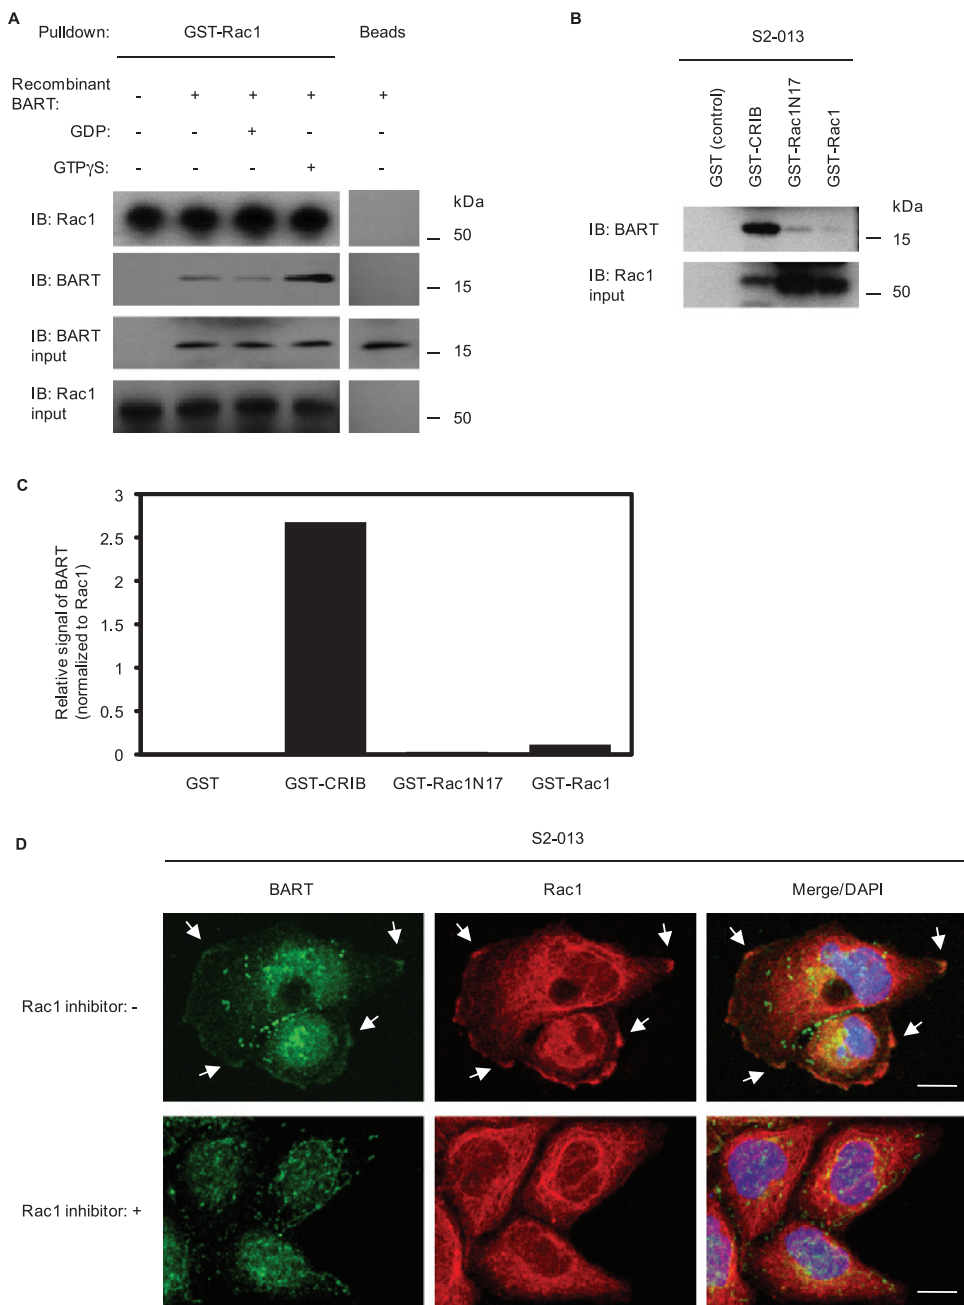 A
Pulldown: GST-Rac1 Beads
Recombinant
BART: - + + + +
GDP: - - + - -
GTPγS: - - - + -
IB: Rac1
kDa
50
IB: BART
15
IB: BART
input
15
IB: Rac1
input
50
B
S2-013
GST (control)
GST-CRIB
GST-Rac1N17
GST-Rac1
kDa
IB: BART
15
IB: Rac1
input
50
C
Relative signal of BART
(normalized to Rac1)
3
2.5
2
1.5
1
0.5
0
GST GST-CRIB GST-Rac1N17 GST-Rac1
D
S2-013
BART Rac1 Merge/DAPI
Rac1 inhibitor: -
Rac1 inhibitor: +